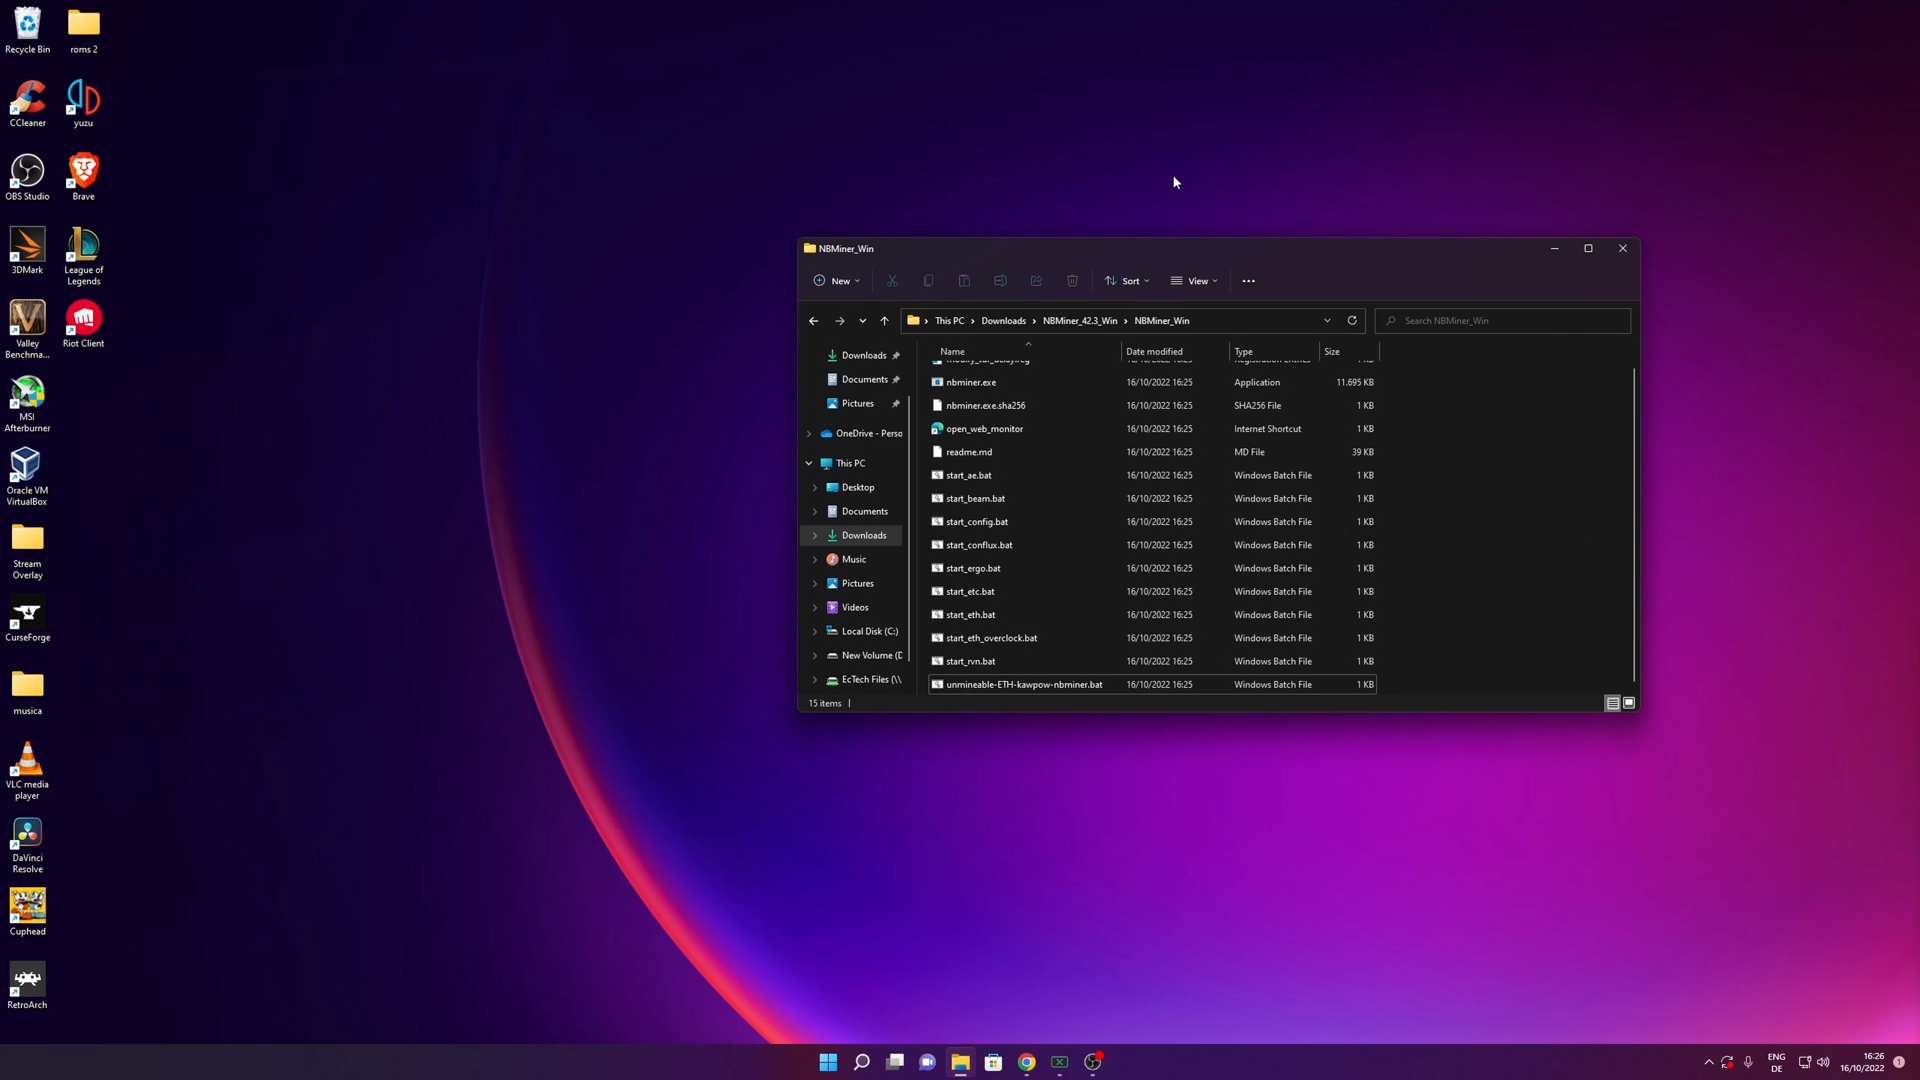 Recycle Bin
roms 2
CCleaner
yuzu
OBS Studio
Brave
3DMark
League of
Legends
Valley
Benchma...
Riot Client
MSI
Afterburner
Oracle VM
VirtualBox
Stream
Overlay
CurseForge
musica
VLC media
player
DaVinci
Resolve
Cuphead
RetroArch
NBMiner_Win
New
Sort
View
This PC > Downloads > NBMiner_42.3_Win > NBMiner_Win
Search NBMiner_Win
Downloads
Documents
Pictures
OneDrive - Perso
This PC
Desktop
Documents
Downloads
Music
Pictures
Videos
Local Disk (C:)
New Volume (D
EcTech Files (\\
Name Date modified Type Size
nbminer.exe 16/10/2022 16:25 Application 11.695 KB
nbminer.exe.sha256 16/10/2022 16:25 SHA256 File 1 KB
open_web_monitor 16/10/2022 16:25 Internet Shortcut 1 KB
readme.md 16/10/2022 16:25 MD File 39 KB
start_ae.bat 16/10/2022 16:25 Windows Batch File 1 KB
start_beam.bat 16/10/2022 16:25 Windows Batch File 1 KB
start_config.bat 16/10/2022 16:25 Windows Batch File 1 KB
start_conflux.bat 16/10/2022 16:25 Windows Batch File 1 KB
start_ergo.bat 16/10/2022 16:25 Windows Batch File 1 KB
start_etc.bat 16/10/2022 16:25 Windows Batch File 1 KB
start_eth.bat 16/10/2022 16:25 Windows Batch File 1 KB
start_eth_overclock.bat 16/10/2022 16:25 Windows Batch File 1 KB
start_rvn.bat 16/10/2022 16:25 Windows Batch File 1 KB
unmineable-ETH-kawpow-nbminer.bat 16/10/2022 16:25 Windows Batch File 1 KB
15 items
ENG
DE
16:26
16/10/2022
1